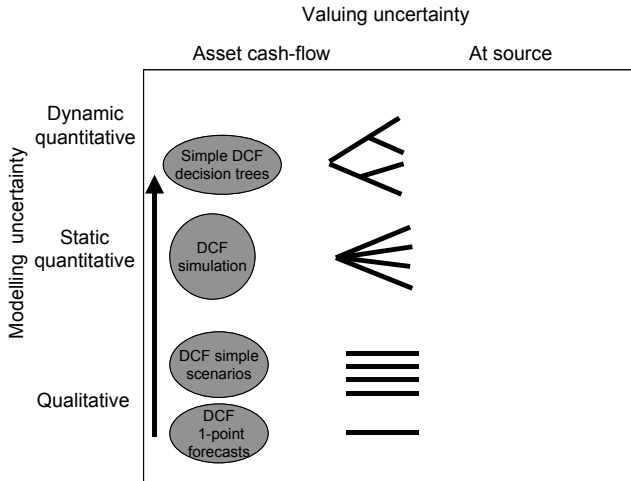 Valuing uncertainty
Asset cash-flow
At source
Modelling uncertainty
Dynamic
quantitative
Simple DCF
decision trees
Static
quantitative
DCF
simulation
DCF simple
scenarios
Qualitative
DCF
1-point
forecasts